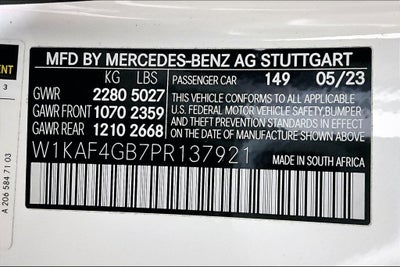 MFD BY MERCEDES-BENZ AG STUTTGART
KG LBS PASSENGER CAR 149 05/23
GVWR 2280 5027
GAWR FRONT 1070 2359
GAWR REAR 1210 2668
THIS VEHICLE CONFORMS TO ALL APPLICABLE
U.S. FEDERAL MOTOR VEHICLE SAFETY, BUMPER
AND THEFT PREVENTION STANDARDS IN EFFECT ON
THE DATE OF MANUFACTURE SHOWN ABOVE.
W1KAF4GB7PR137921 MADE IN SOUTH AFRICA
ENT
3
A 206 584 71 03